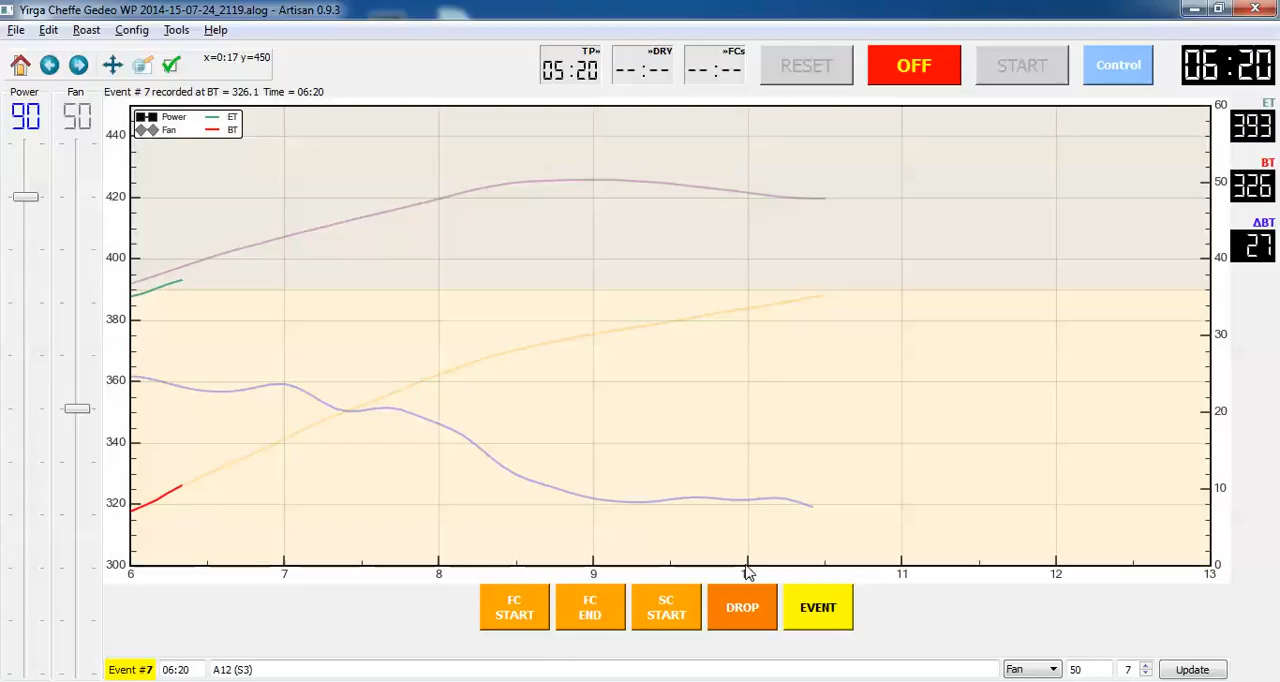 Yirga Cheffe Gedeo WP 2014-15-07-24_2119.alog - Artisan 0.9.3
File Edit Roast Config Tools Help
x=0:17 y=450
TP» 05:20
»DRY --:--
»FCs --:--
RESET
OFF
START
Control
06:20
Power Fan
90 50
Event # 7 recorded at BT = 326.1 Time = 06:20
Power ET
Fan BT
440
420
400
380
360
340
320
300
6 7 8 9 11 12 13
60
50
40
30
20
10
0
ET
393
BT
326
ΔBT
27
FC START
FC END
SC START
DROP
EVENT
Event #7 06:20 A12 (S3) Fan 50 7 Update